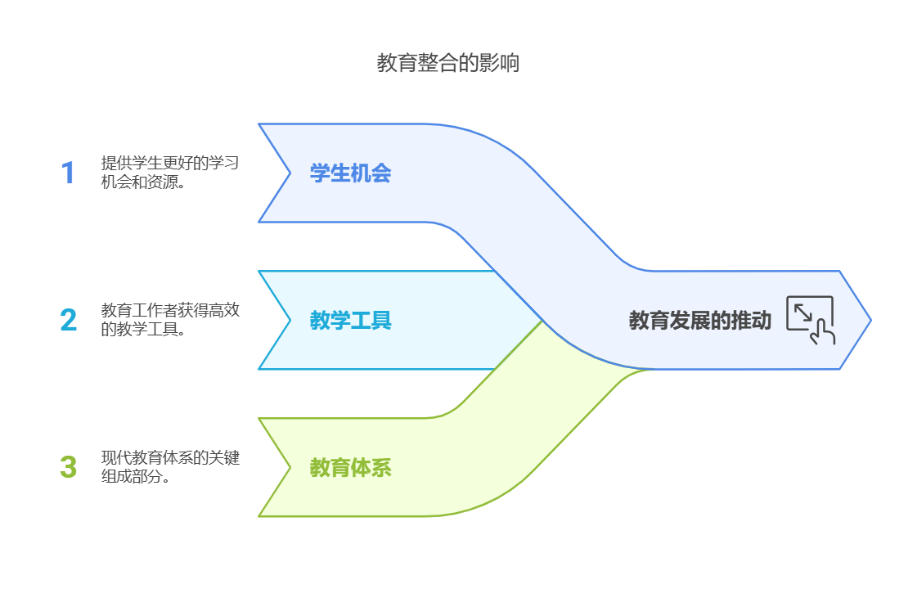 教育整合的影响
1
提供学生更好的学习
机会和资源。
学生机会
2
教育工作者获得高效
的教学工具。
教学工具
教育发展的推动
3
现代教育体系的关键
组成部分。
教育体系